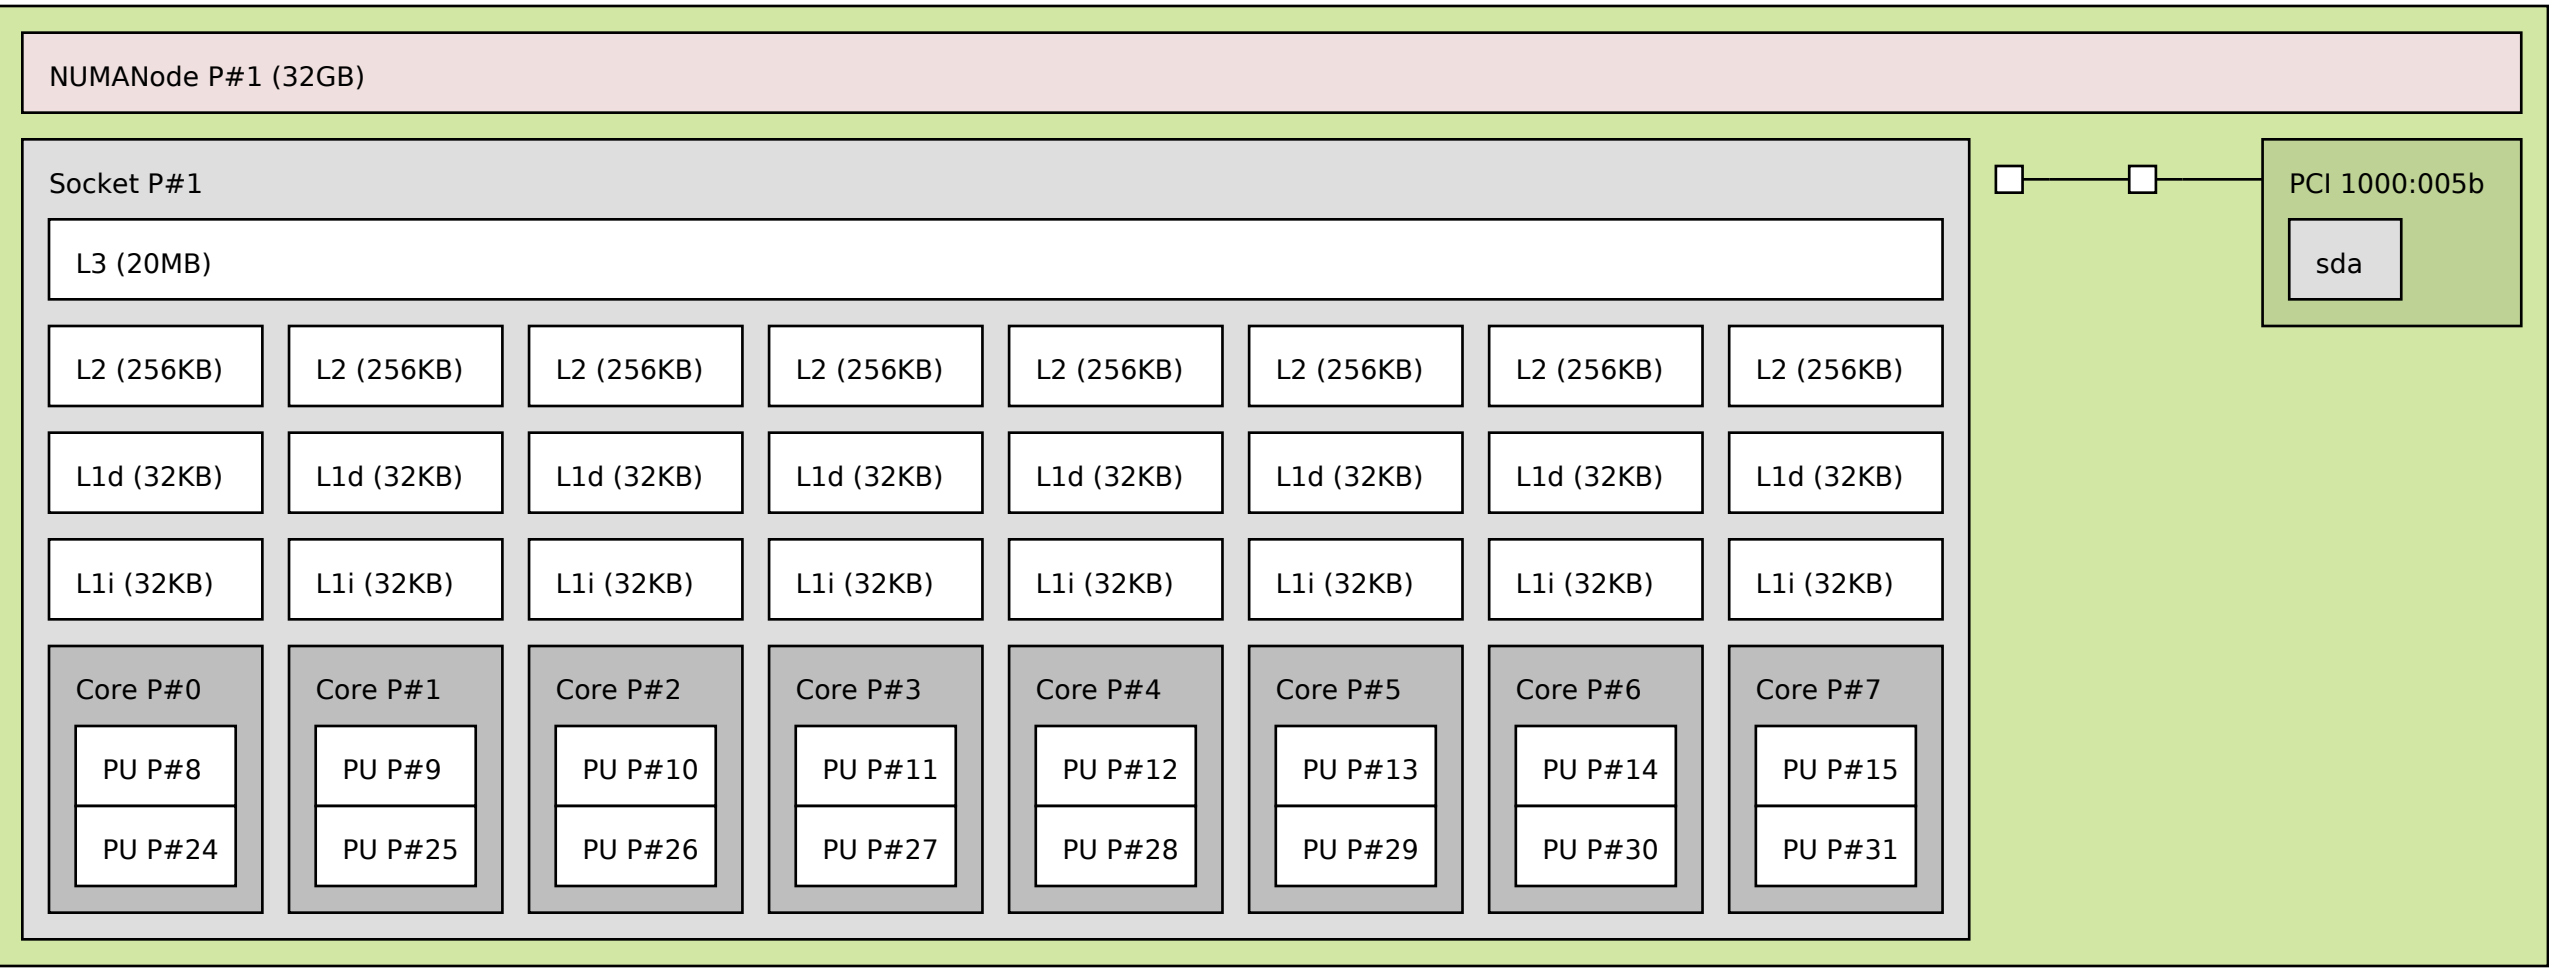 NUMANode P#1 (32GB)
Socket P#1
PCI 1000:005b
L3 (20MB)
sda
L2 (256KB) L2 (256KB) L2 (256KB) L2 (256KB) L2 (256KB) L2 (256KB) L2 (256KB) L2 (256KB)
L1d (32KB) L1d (32KB) L1d (32KB) L1d (32KB) L1d (32KB) L1d (32KB) L1d (32KB) L1d (32KB)
L1i (32KB) L1i (32KB) L1i (32KB) L1i (32KB) L1i (32KB) L1i (32KB) L1i (32KB) L1i (32KB)
Core P#0 Core P#1 Core P#2 Core P#3 Core P#4 Core P#5 Core P#6 Core P#7
PU P#8 PU P#9 PU P#10 PU P#11 PU P#12 PU P#13 PU P#14 PU P#15
PU P#24 PU P#25 PU P#26 PU P#27 PU P#28 PU P#29 PU P#30 PU P#31